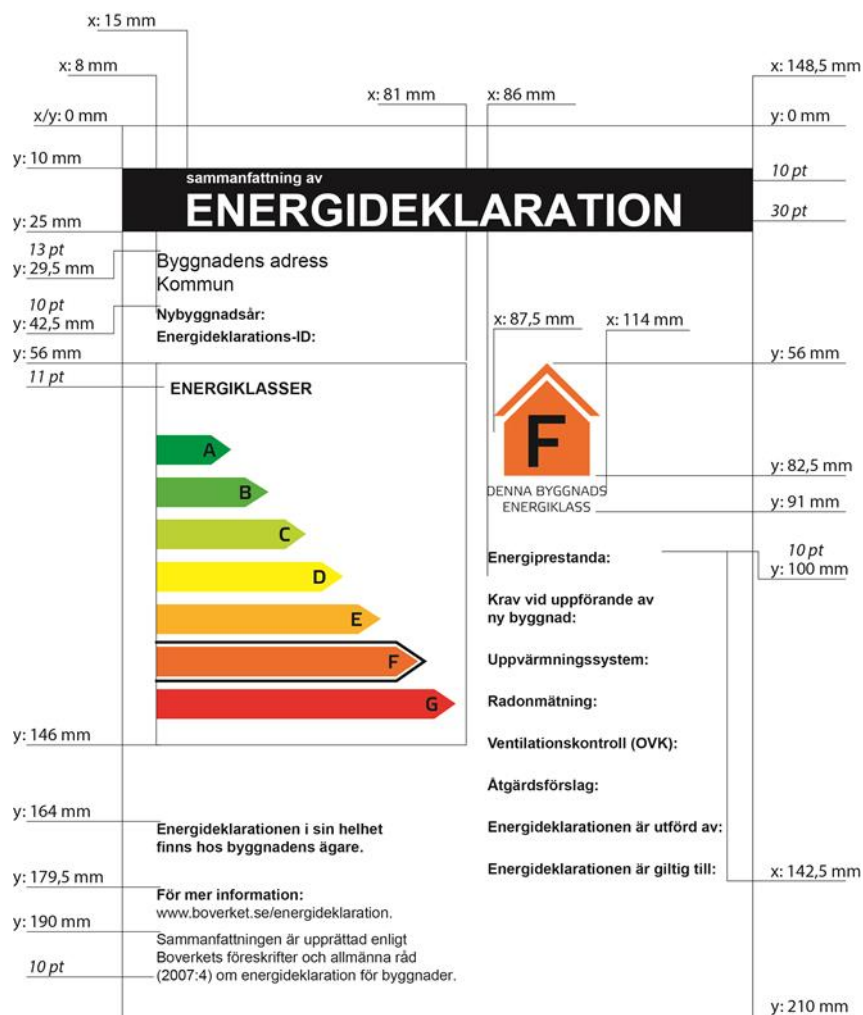 x: 15 mm
x: 8 mm
x: 148,5 mm
x: 81 mm
x: 86 mm
x/y: 0 mm
y: 0 mm
y: 10 mm
sammanfattning av
10 pt
ENERGIDEKLARATION
30 pt
y: 25 mm
13 pt
y: 29,5 mm
Byggnadens adress
Kommun
10 pt
y: 42,5 mm
Nybyggnadsår:
Energideklarations-ID:
x: 87,5 mm
x: 114 mm
y: 56 mm
y: 56 mm
11 pt
ENERGIKLASSER
A
B
C
D
E
F
G
F
y: 82,5 mm
DENNA BYGGNADS
ENERGIKLASS
y: 91 mm
Energiprestanda:
10 pt
y: 100 mm
Krav vid uppförande av
ny byggnad:
Uppvärmningssystem:
Radonmätning:
Ventilationskontroll (OVK):
Åtgärdsförslag:
Energideklarationen är utförd av:
Energideklarationen är giltig till:
x: 142,5 mm
y: 146 mm
y: 164 mm
Energideklarationen i sin helhet
finns hos byggnadens ägare.
y: 179,5 mm
För mer information:
www.boverket.se/energideklaration.
y: 190 mm
Sammanfattningen är upprättad enligt
Boverkets föreskrifter och allmänna råd
(2007:4) om energideklaration för byggnader.
10 pt
y: 210 mm